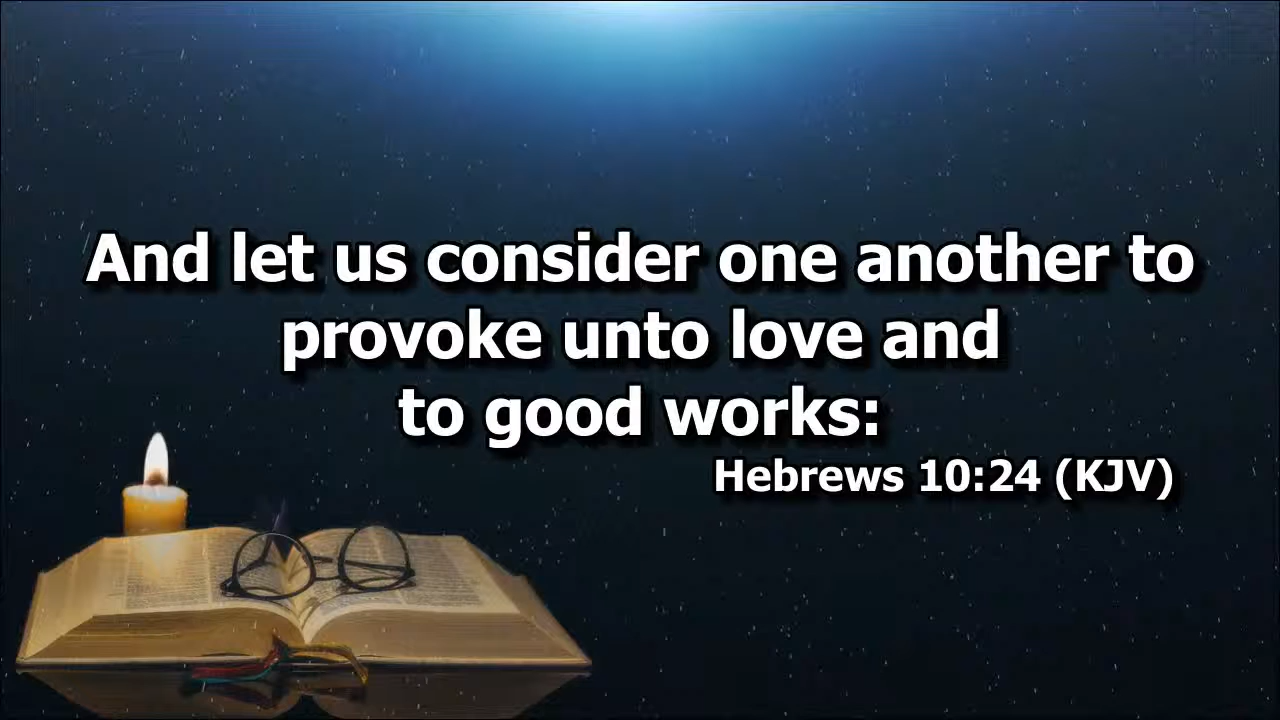 And let us consider one another to
provoke unto love and
to good works:
Hebrews 10:24 (KJV)